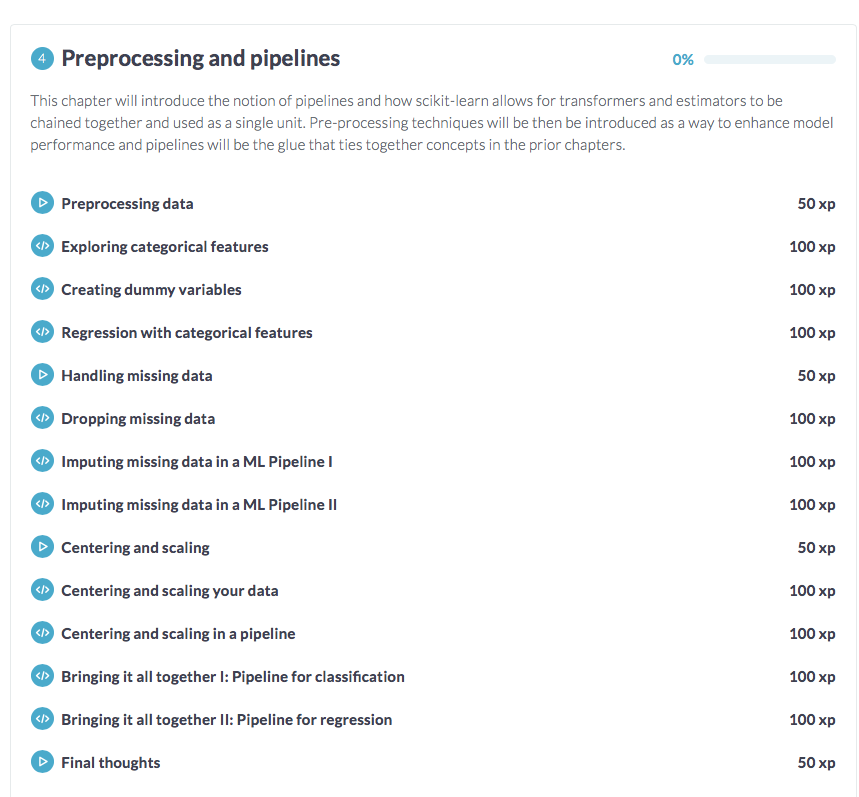 4 Preprocessing and pipelines 0%
This chapter will introduce the notion of pipelines and how scikit-learn allows for transformers and estimators to be
chained together and used as a single unit. Pre-processing techniques will be then be introduced as a way to enhance model
performance and pipelines will be the glue that ties together concepts in the prior chapters.
Preprocessing data 50 xp
</> Exploring categorical features 100 xp
</> Creating dummy variables 100 xp
</> Regression with categorical features 100 xp
Handling missing data 50 xp
</> Dropping missing data 100 xp
</> Imputing missing data in a ML Pipeline I 100 xp
</> Imputing missing data in a ML Pipeline II 100 xp
Centering and scaling 50 xp
</> Centering and scaling your data 100 xp
</> Centering and scaling in a pipeline 100 xp
</> Bringing it all together I: Pipeline for classification 100 xp
</> Bringing it all together II: Pipeline for regression 100 xp
Final thoughts 50 xp